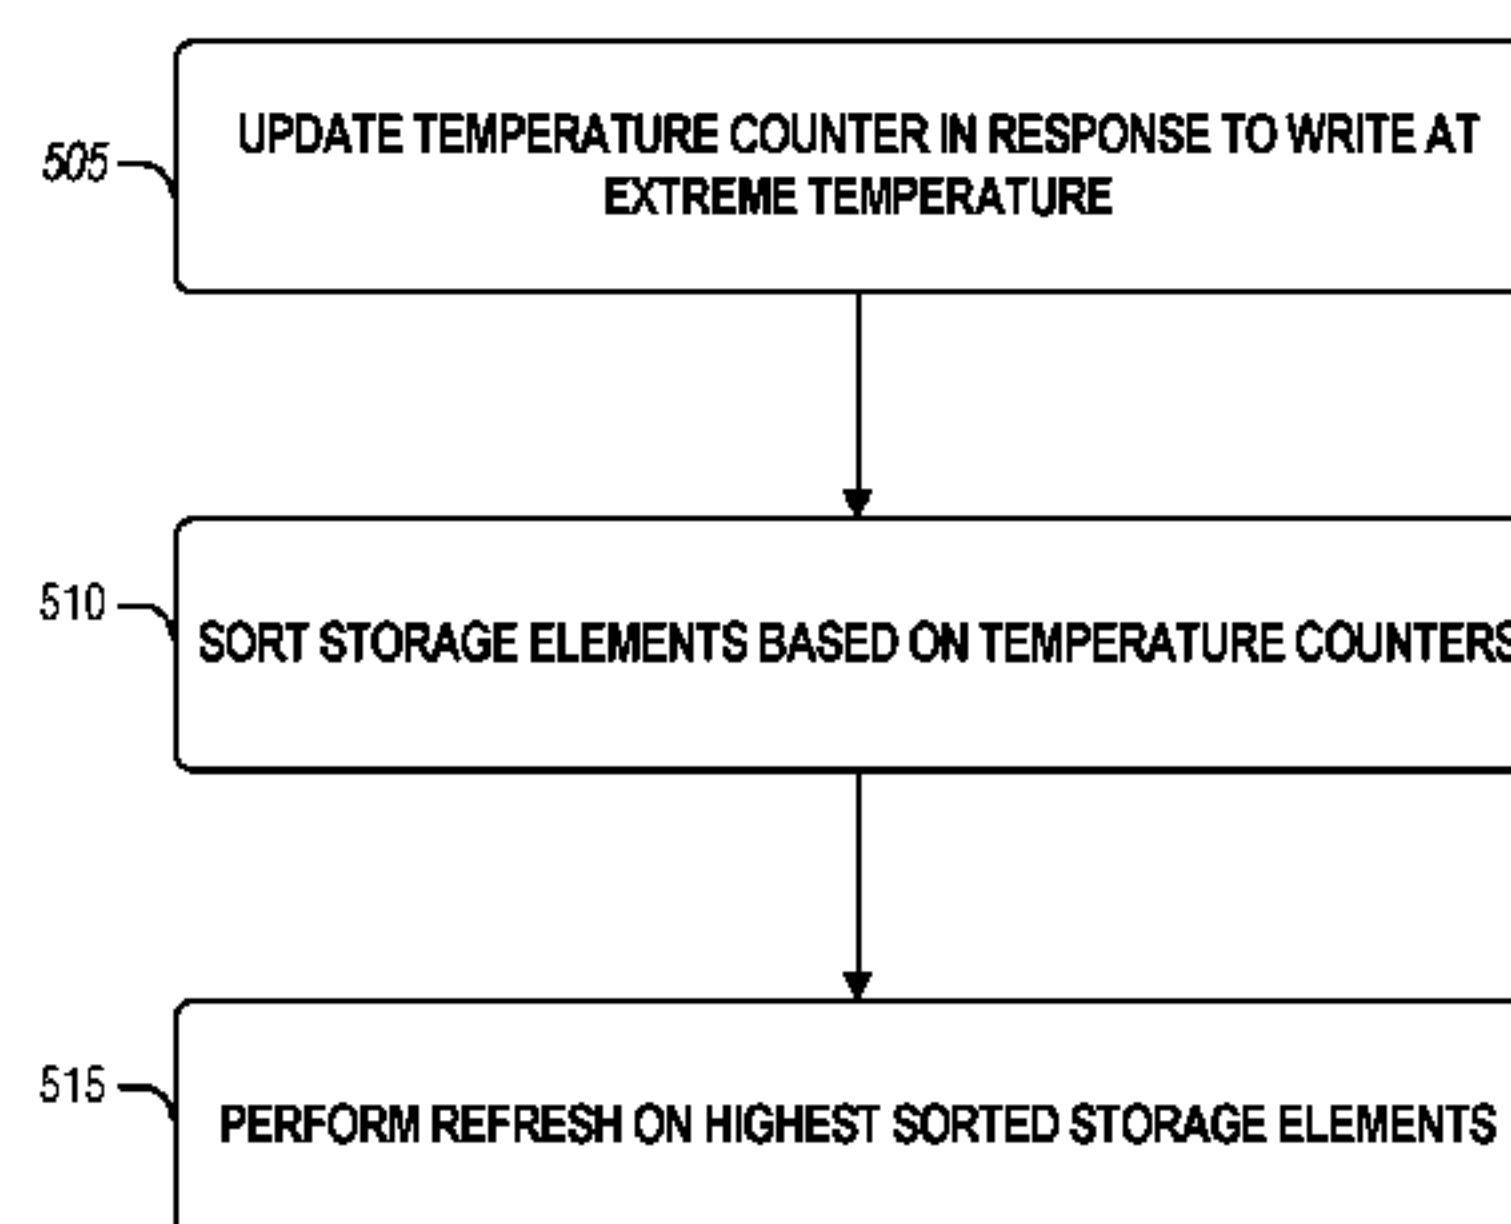 505
UPDATE TEMPERATURE COUNTER IN RESPONSE TO WRITE AT
EXTREME TEMPERATURE
510
SORT STORAGE ELEMENTS BASED ON TEMPERATURE COUNTERS
515
PERFORM REFRESH ON HIGHEST SORTED STORAGE ELEMENTS